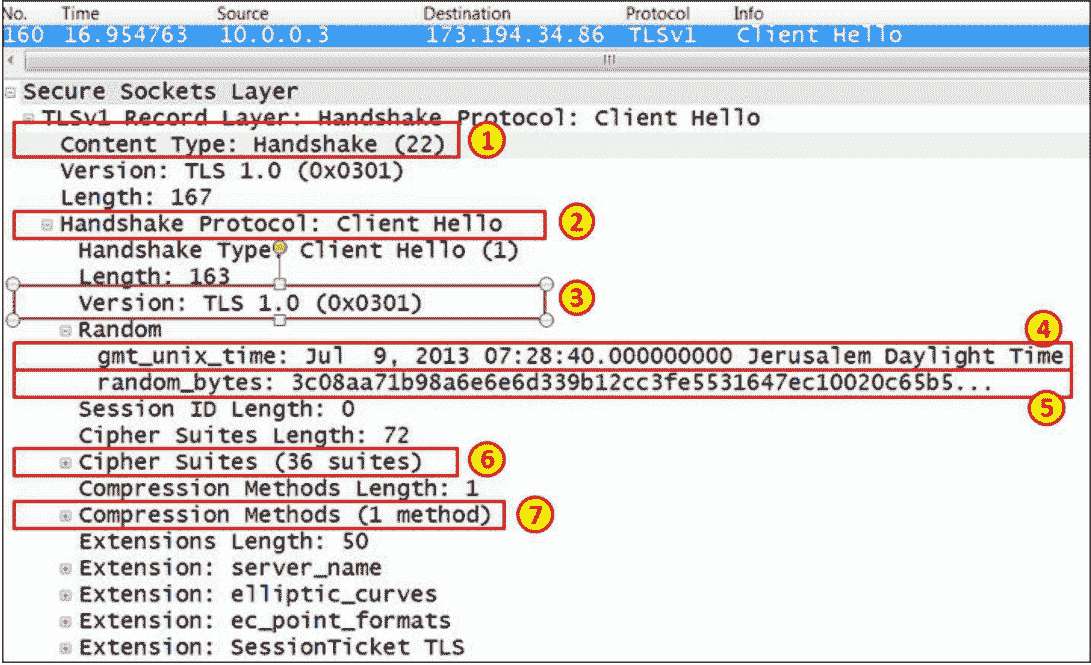 No. Time Source Destination Protocol Info
160 16.954763 10.0.0.3 173.194.34.86 TLSv1 Client Hello
Secure Sockets Layer
TLSv1 Record Layer: Handshake Protocol: Client Hello
Content Type: Handshake (22) 1
Version: TLS 1.0 (0x0301)
Length: 167
Handshake Protocol: Client Hello 2
Handshake Type: Client Hello (1)
Length: 163
Version: TLS 1.0 (0x0301) 3
Random 4
gmt_unix_time: Jul 9, 2013 07:28:40.000000000 Jerusalem Daylight Time
random_bytes: 3c08aa71b98a6e6e6d339b12cc3fe5531647ec10020c65b5...
Session ID Length: 0 5
Cipher Suites Length: 72
Cipher Suites (36 suites) 6
Compression Methods Length: 1
Compression Methods (1 method) 7
Extensions Length: 50
Extension: server_name
Extension: elliptic_curves
Extension: ec_point_formats
Extension: SessionTicket TLS